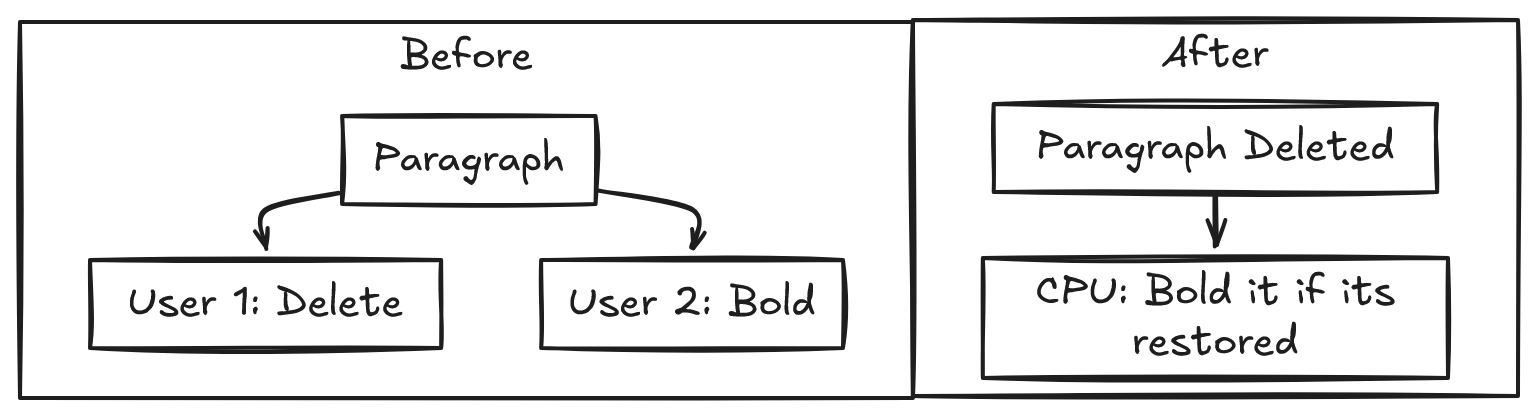 Before
Paragraph
User 1: Delete
User 2: Bold
After
Paragraph Deleted
CPU: Bold it if its
restored